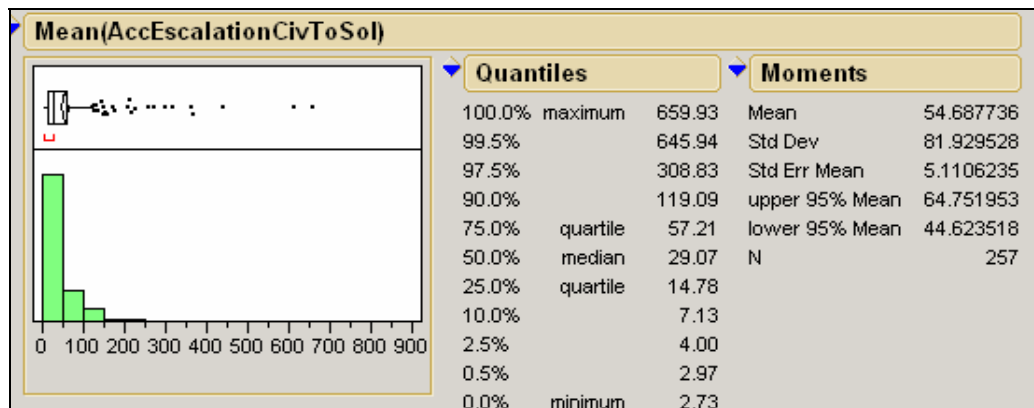 Mean(AccEscalationCivToSol)
0 100 200 300 400 500 600 700 800 900
Quantiles
100.0% maximum 659.93
99.5% 645.94
97.5% 308.83
90.0% 119.09
75.0% quartile 57.21
50.0% median 29.07
25.0% quartile 14.78
10.0% 7.13
2.5% 4.00
0.5% 2.97
0.0% minimum 2.73
Moments
Mean 54.687736
Std Dev 81.929528
Std Err Mean 5.1106235
upper 95% Mean 64.751953
lower 95% Mean 44.623518
N 257